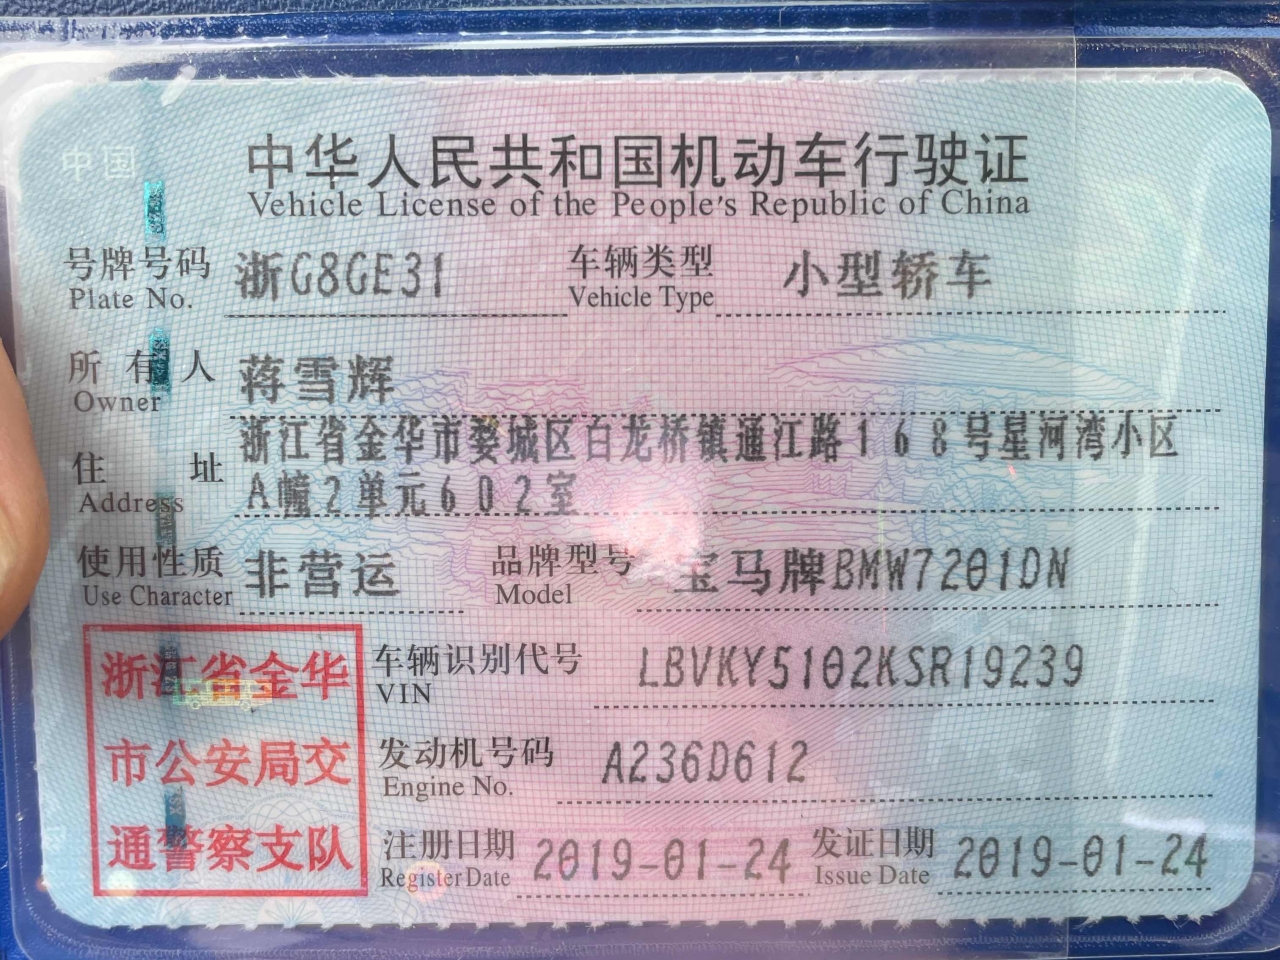 中国
中华人民共和国机动车行驶证
Vehicle License of the People's Republic of China
号牌号码 浙G8GE31 车辆类型 小型轿车
Plate No. Vehicle Type
所有人 蒋雪辉
Owner
浙江省金华市婺城区白龙桥镇通江路168号星河湾小区
住址 A幢2单元602室
Address
使用性质 非营运 品牌型号 宝马牌BMW7201DN
Use Character Model
浙江省金华 车辆识别代号 LBVKY5102KSR19239
VIN
市公安局交 发动机号码 A236D612
Engine No.
通警察支队 注册日期 2019-01-24 发证日期 2019-01-24
Register Date Issue Date